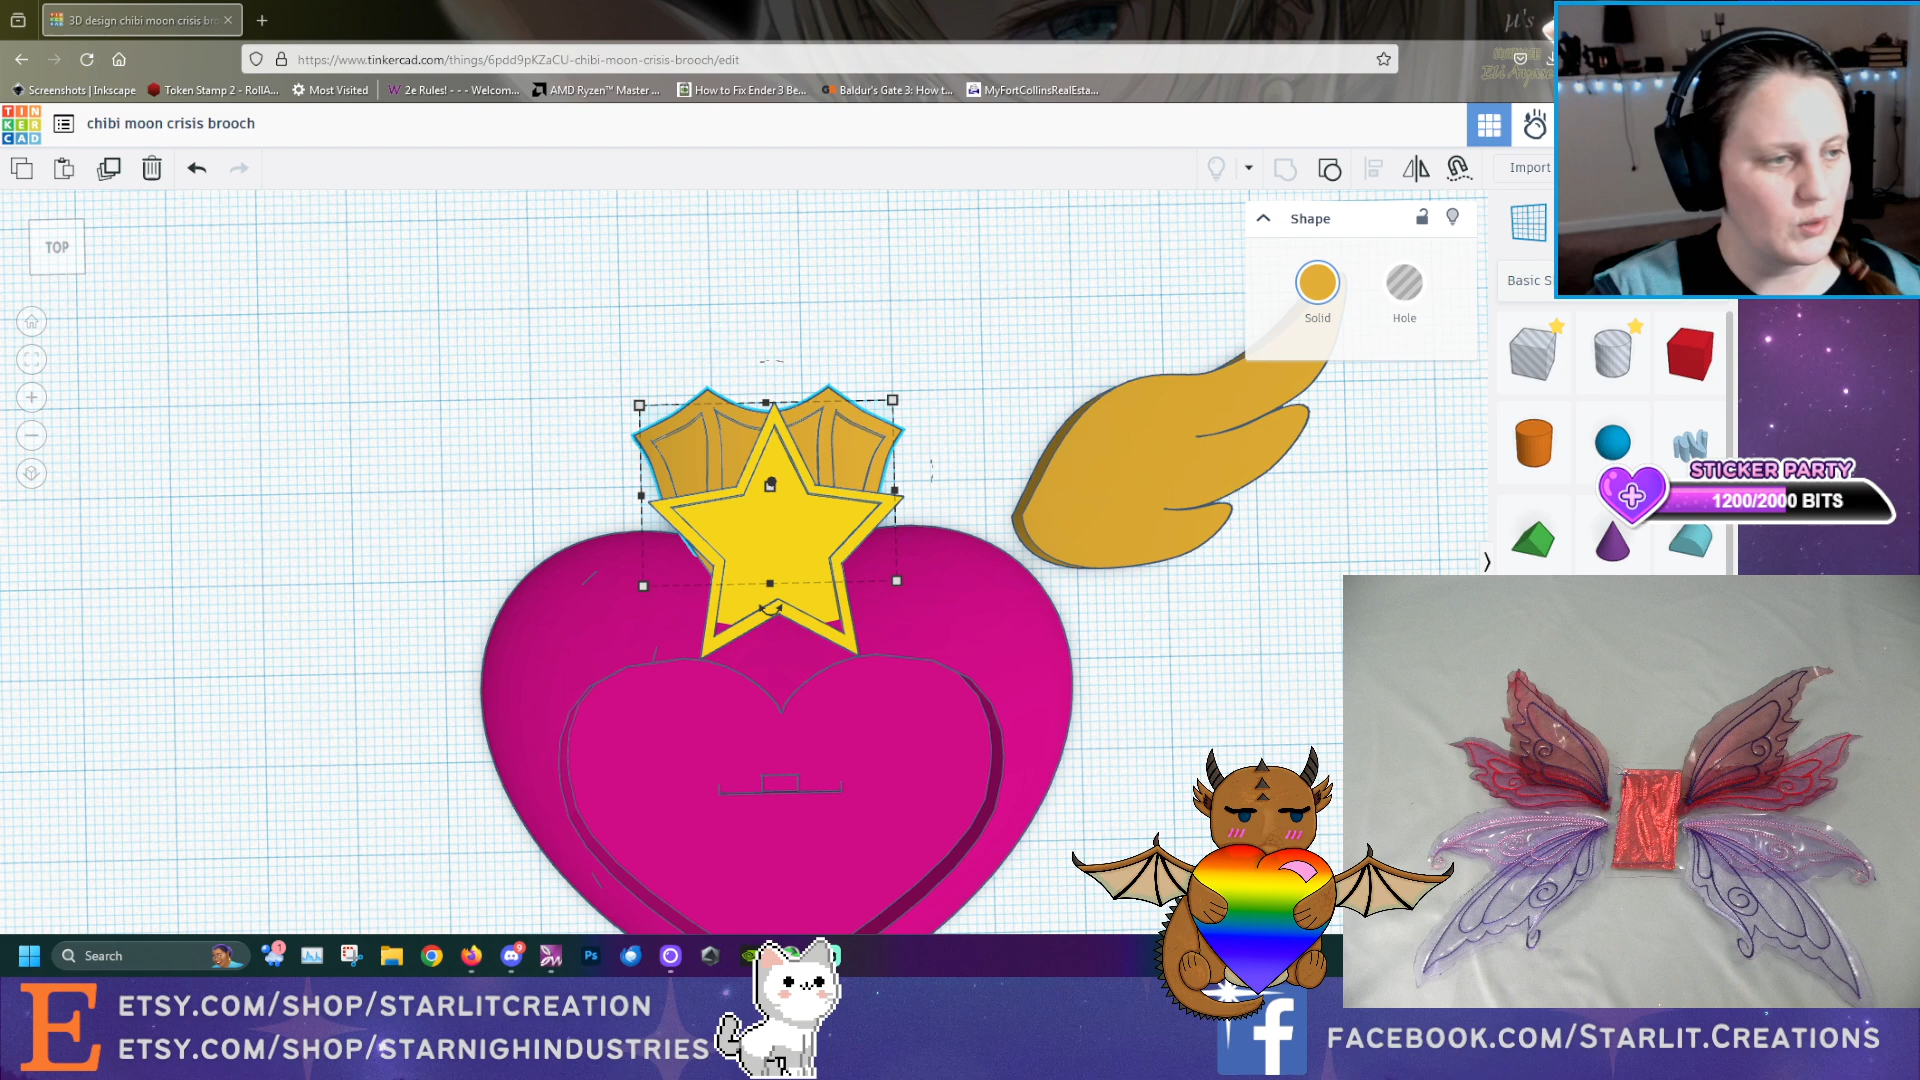 3D design chibi moon crisis bro
µ's
https://www.tinkercad.com/things/6pdd9pKZaCU-chibi-moon-crisis-brooch/edit
Screenshots | Inkscape
Token Stamp 2 - RollA...
Most Visited
2e Rules! - - - Welcom...
AMD Ryzen™ Master ...
How to Fix Ender 3 Be...
Baldur's Gate 3: How t...
MyFortCollinsRealEsta...
TIN
KER
CAD
chibi moon crisis brooch
Import
TOP
Shape
Solid
Hole
Basic S
STICKER PARTY
1200/2000 BITS
Search
1
9
Ps
E
ETSY.COM/SHOP/STARLITCREATION
ETSY.COM/SHOP/STARNIGHINDUSTRIES
f
FACEBOOK.COM/STARLIT.CREATIONS